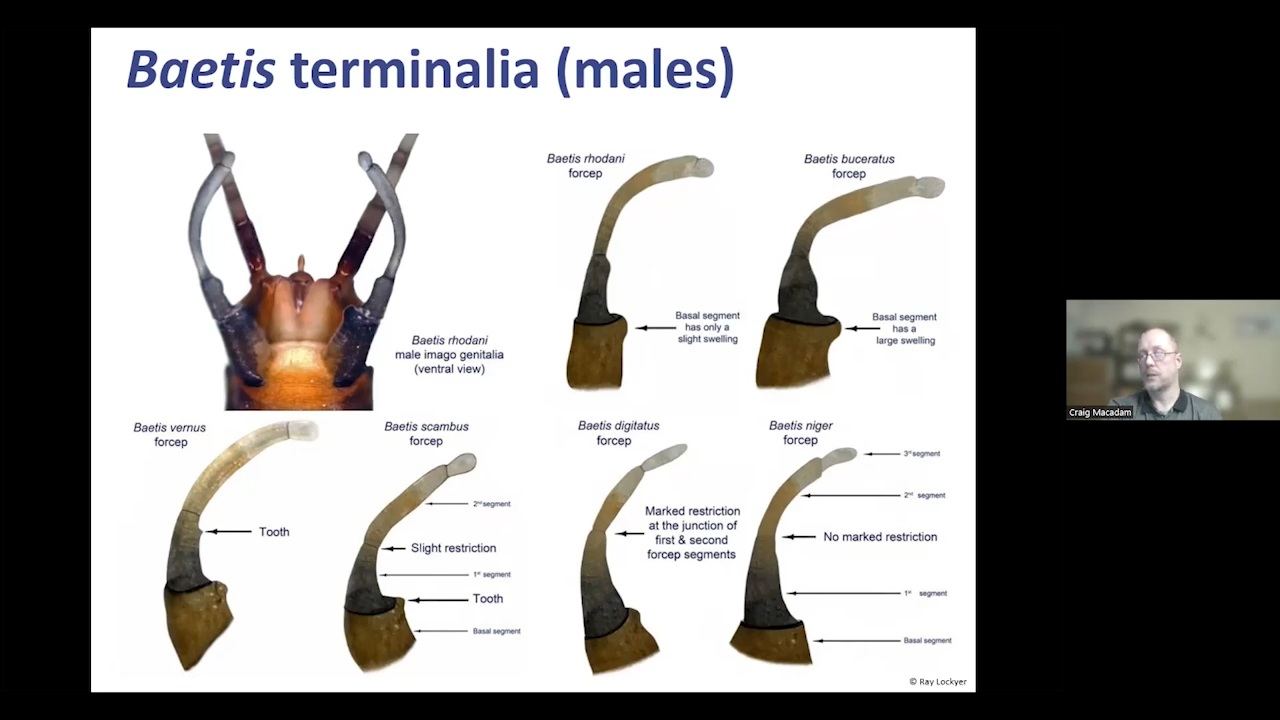 Baetis terminalia (males)
Baetis rhodani
forcep
Baetis buceratus
forcep
Basal segment
has only a
slight swelling
Basal segment
has a
large swelling
Baetis rhodani
male imago genitalia
(ventral view)
Baetis vernus
forcep
Tooth
Baetis scambus
forcep
2nd segment
Slight restriction
1st segment
Tooth
Basal segment
Baetis digitatus
forcep
Marked restriction
at the junction of
first & second
forcep segments
Baetis niger
forcep
3rd segment
2nd segment
No marked restriction
1st segment
Basal segment
© Ray Lockyer
Craig Macadam